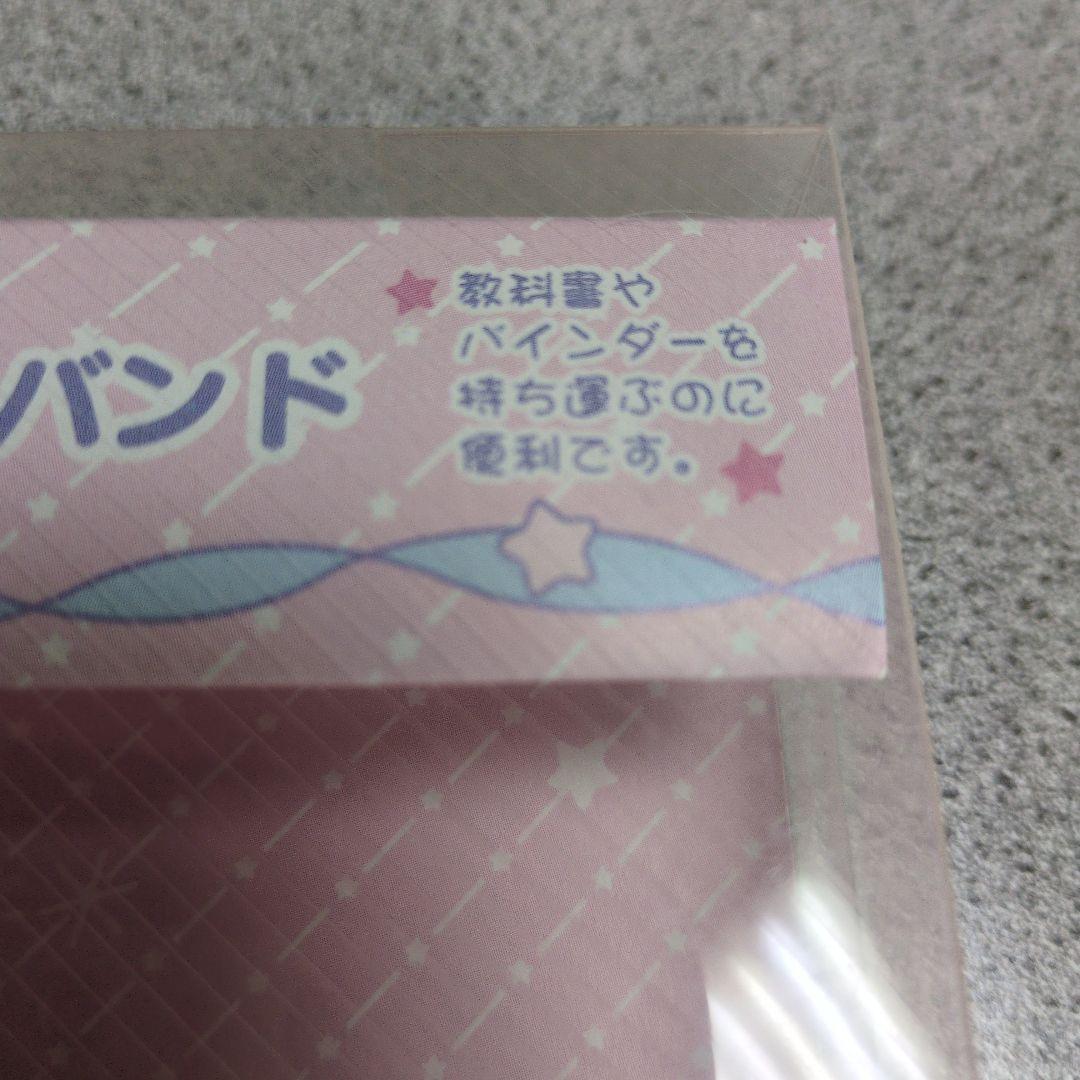 バンド
教科書や
バインダーを
持ち運ぶのに
便利です。